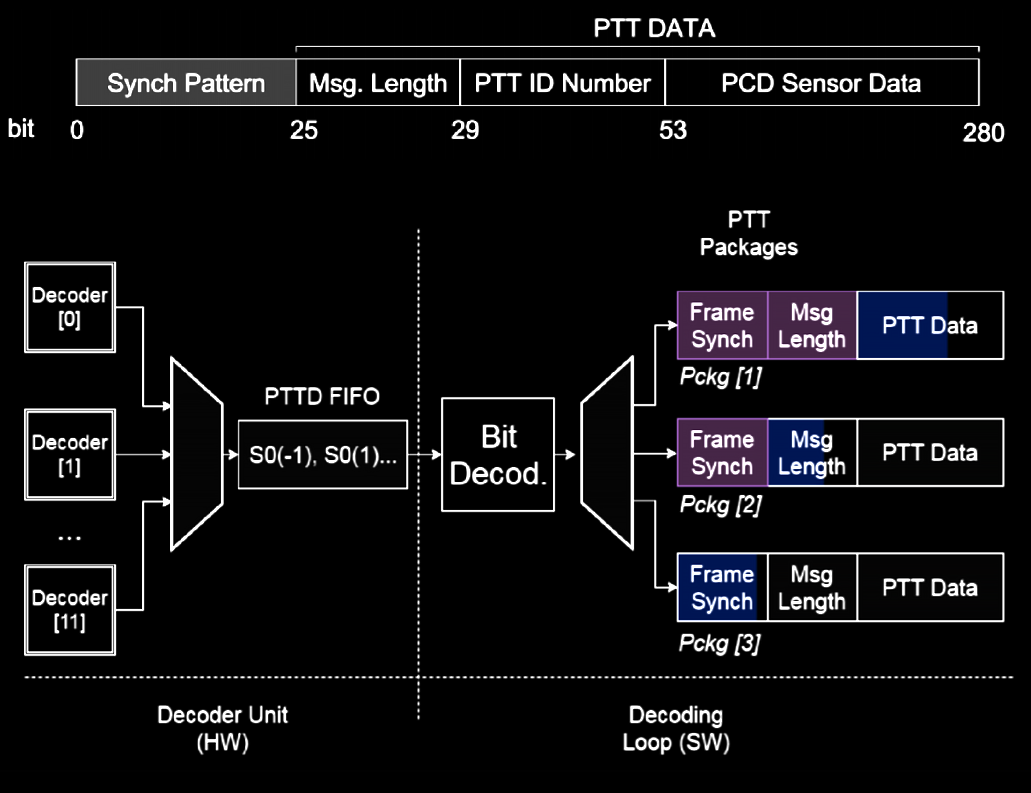 PTT DATA
Synch Pattern Msg. Length PTT ID Number PCD Sensor Data
bit 0 25 29 53 280
PTT
Packages
Decoder
[0]
Decoder
[1]
...
Decoder
[11]
PTTD FIFO
S0(-1), S0(1)...
Bit
Decod.
Frame
Synch
Msg
Length
PTT Data
Pckg [1]
Frame
Synch
Msg
Length
PTT Data
Pckg [2]
Frame
Synch
Msg
Length
PTT Data
Pckg [3]
Decoder Unit
(HW)
Decoding
Loop (SW)